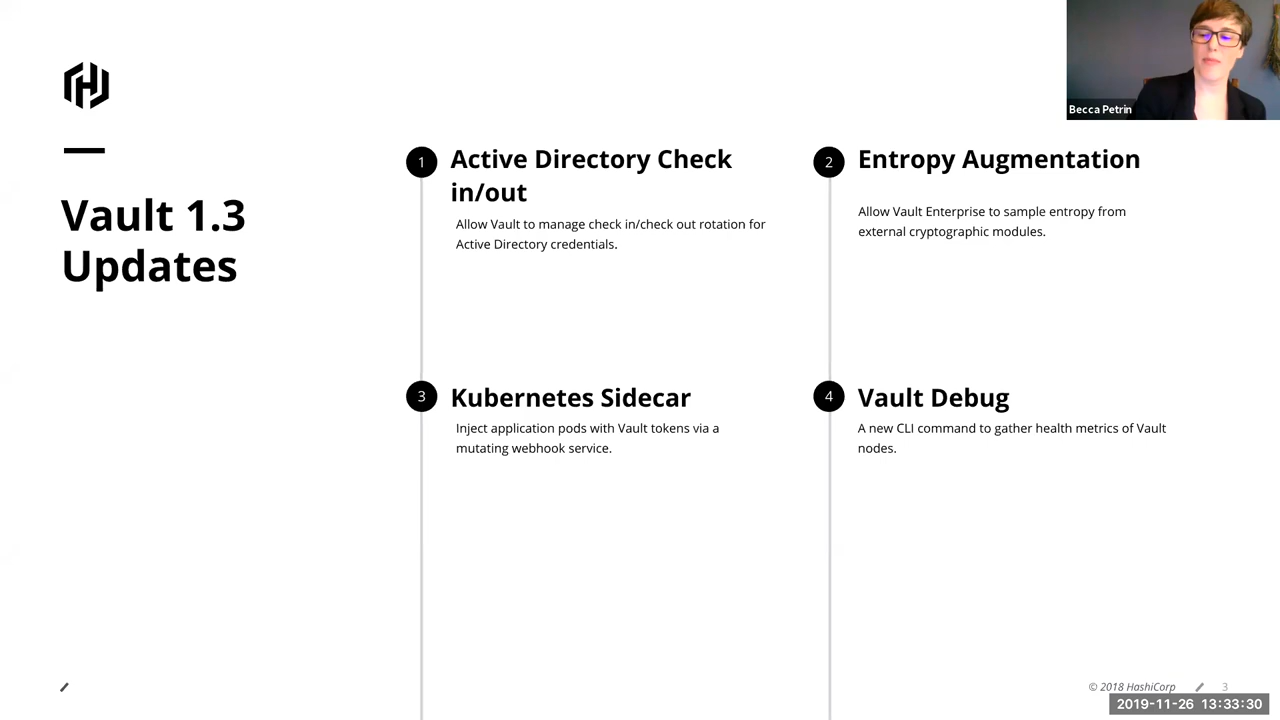 Becca Petrin
Vault 1.3
Updates
1
Active Directory Check
in/out
Allow Vault to manage check in/check out rotation for
Active Directory credentials.
2
Entropy Augmentation
Allow Vault Enterprise to sample entropy from
external cryptographic modules.
3
Kubernetes Sidecar
Inject application pods with Vault tokens via a
mutating webhook service.
4
Vault Debug
A new CLI command to gather health metrics of Vault
nodes.
© 2018 HashiCorp
3
2019-11-26 13:33:30